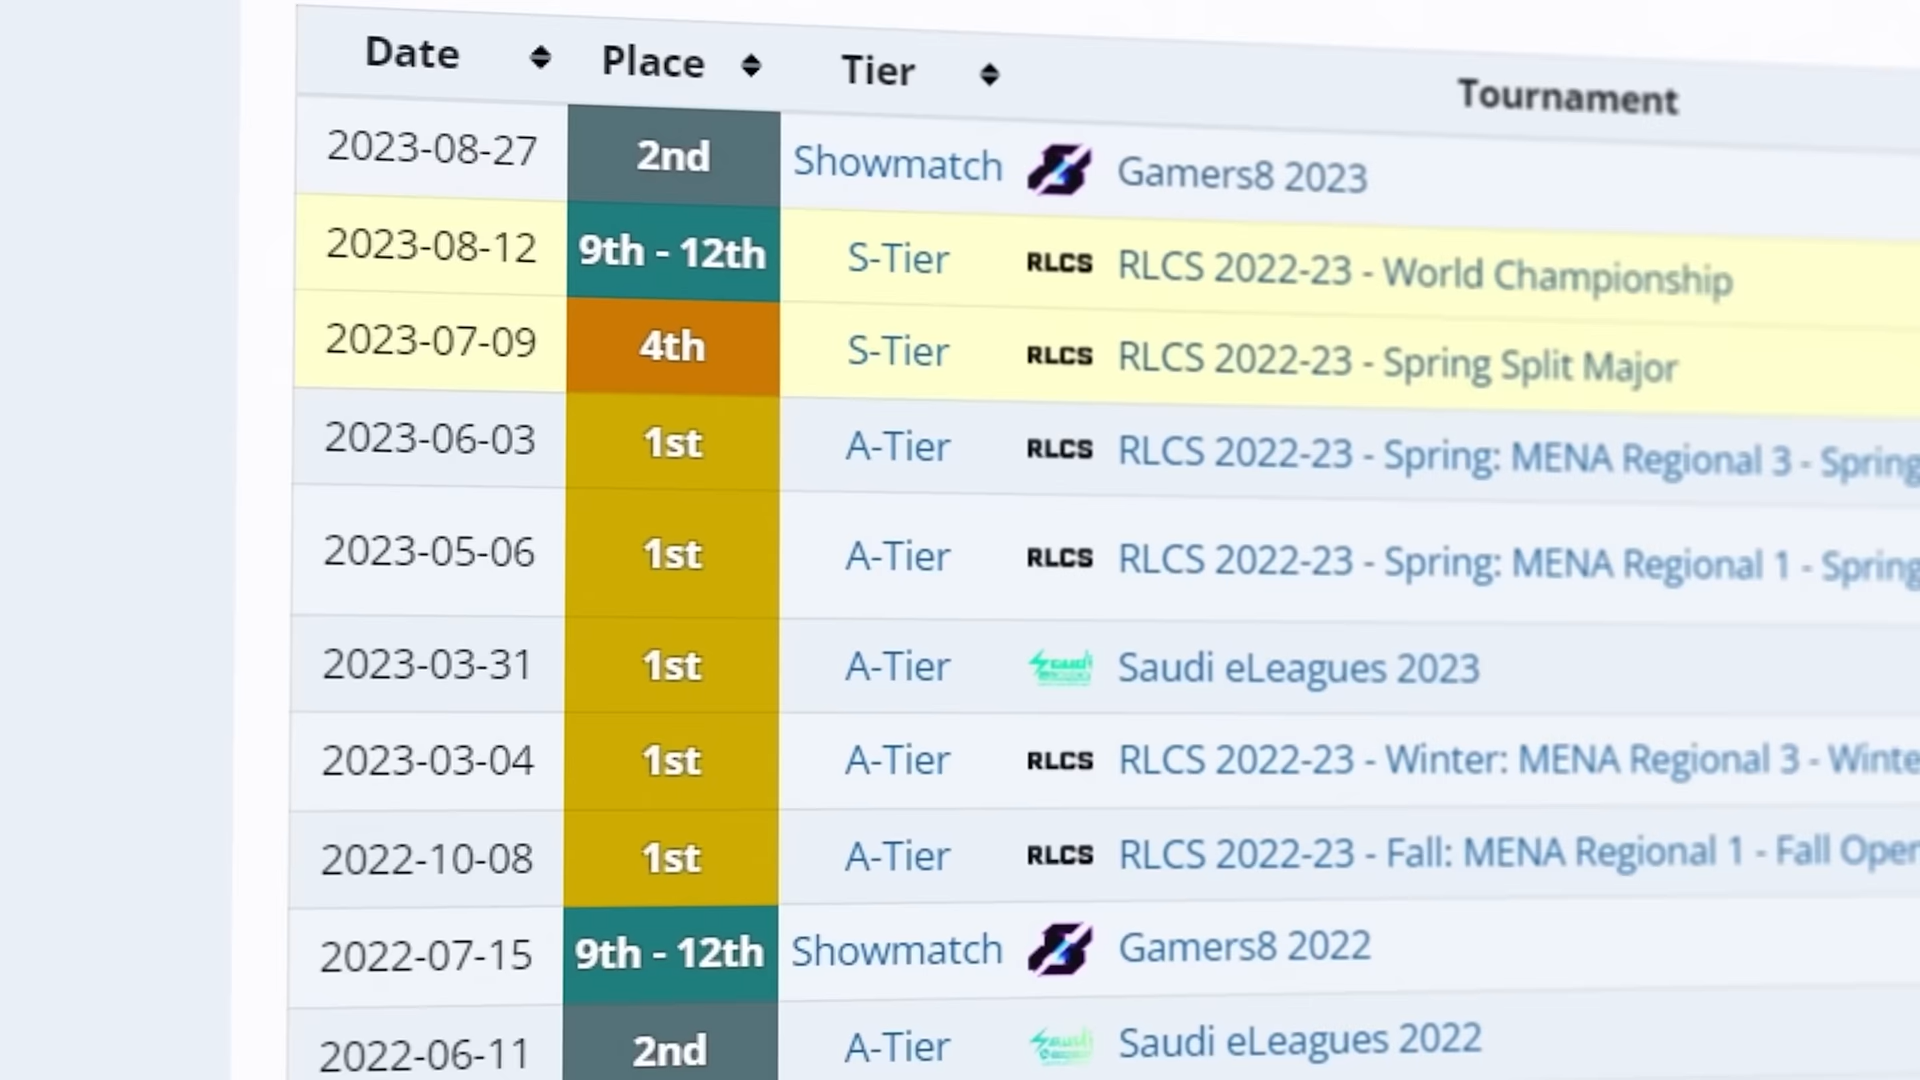 Date Place Tier Tournament
2023-08-27 2nd Showmatch Gamers8 2023
2023-08-12 9th - 12th S-Tier RLCS RLCS 2022-23 - World Championship
2023-07-09 4th S-Tier RLCS RLCS 2022-23 - Spring Split Major
2023-06-03 1st A-Tier RLCS RLCS 2022-23 - Spring: MENA Regional 3 - Spring
2023-05-06 1st A-Tier RLCS RLCS 2022-23 - Spring: MENA Regional 1 - Spring
2023-03-31 1st A-Tier Saudi Saudi eLeagues 2023
2023-03-04 1st A-Tier RLCS RLCS 2022-23 - Winter: MENA Regional 3 - Winte
2022-10-08 1st A-Tier RLCS RLCS 2022-23 - Fall: MENA Regional 1 - Fall Open
2022-07-15 9th - 12th Showmatch Gamers8 2022
2022-06-11 2nd A-Tier Saudi Saudi eLeagues 2022